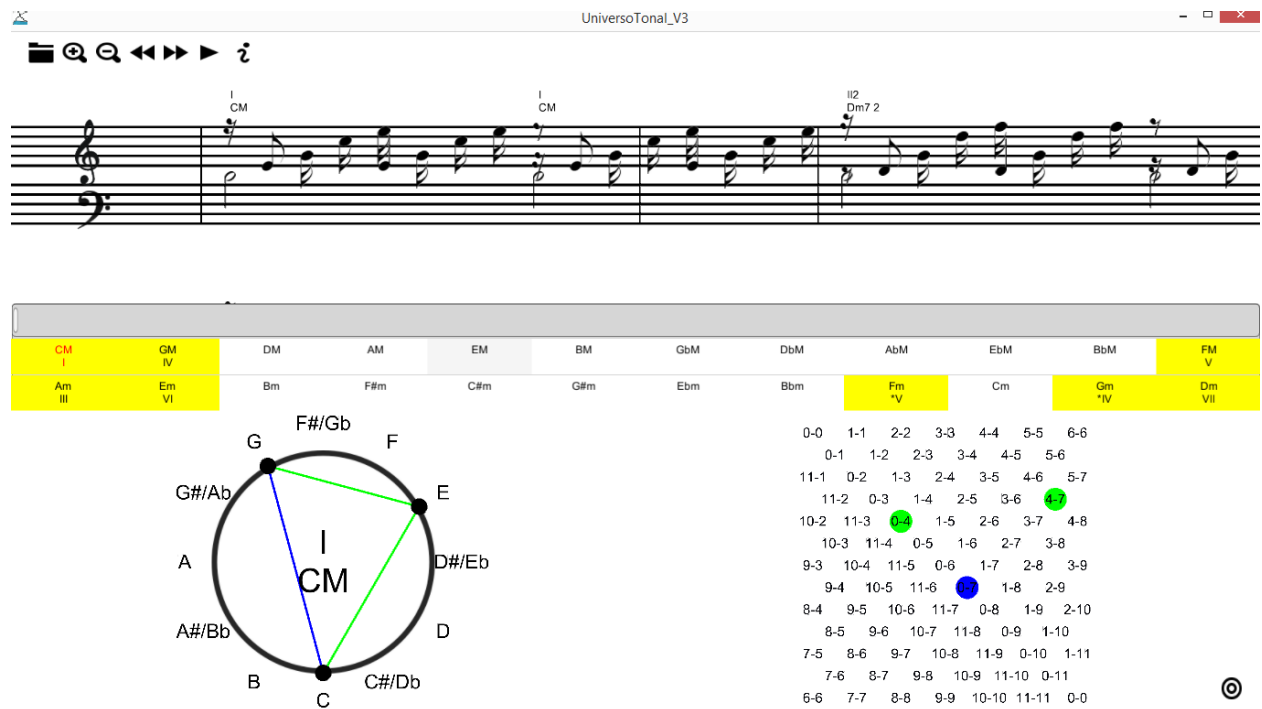 UniversoTonal_V3
I I II2
CM CM Dm7 2
CM GM DM AM EM BM GbM DbM AbM EbM BbM FM
I IV V
Am Em Bm F#m C#m G#m Ebm Bbm Fm Cm Gm Dm
III VI *V *IV VII
F#/Gb
G F
G#/Ab E
I
A CM D#/Eb
A#/Bb D
B C#/Db
C
0-0 1-1 2-2 3-3 4-4 5-5 6-6
0-1 1-2 2-3 3-4 4-5 5-6
11-1 0-2 1-3 2-4 3-5 4-6 5-7
11-2 0-3 1-4 2-5 3-6 4-7
10-2 11-3 0-4 1-5 2-6 3-7 4-8
10-3 11-4 0-5 1-6 2-7 3-8
9-3 10-4 11-5 0-6 1-7 2-8 3-9
9-4 10-5 11-6 0-7 1-8 2-9
8-4 9-5 10-6 11-7 0-8 1-9 2-10
8-5 9-6 10-7 11-8 0-9 1-10
7-5 8-6 9-7 10-8 11-9 0-10 1-11
7-6 8-7 9-8 10-9 11-10 0-11
6-6 7-7 8-8 9-9 10-10 11-11 0-0